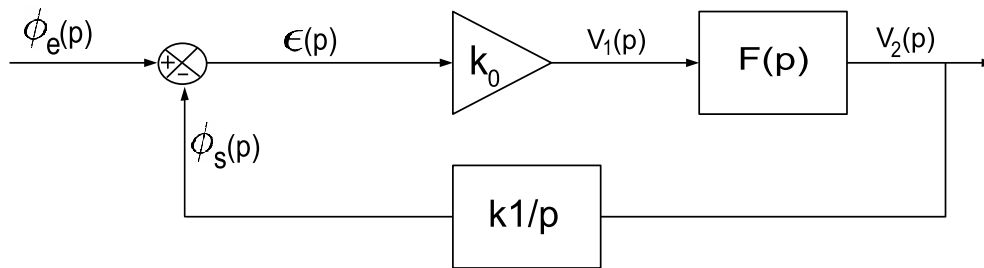 ϕe(p)
+
-
ϵ(p)
k0
V1(p)
F(p)
V2(p)
ϕs(p)
k1/p